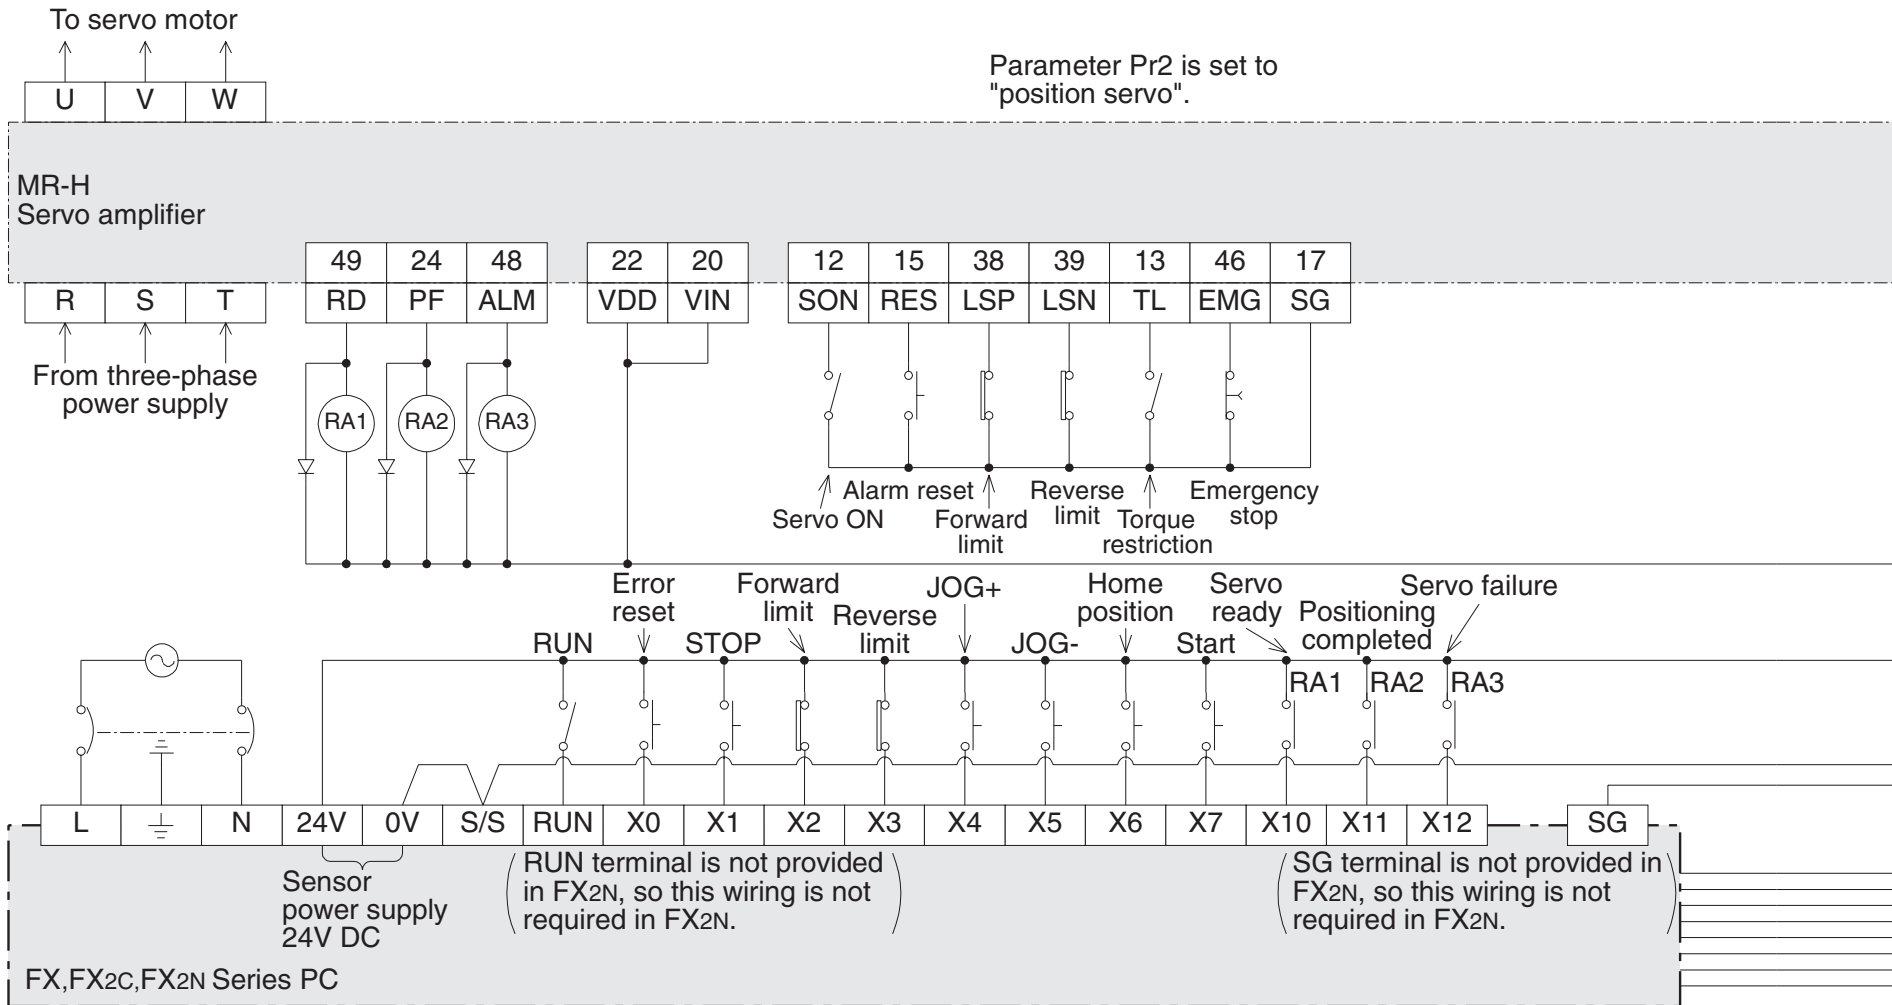 To servo motor
Parameter Pr2 is set to
"position servo".
U V W
MR-H
Servo amplifier
49 24 48 22 20 12 15 38 39 13 46 17
R S T RD PF ALM VDD VIN SON RES LSP LSN TL EMG SG
From three-phase
power supply
RA1 RA2 RA3
Alarm reset
Servo ON
Forward
limit
Reverse
limit
Torque
restriction
Emergency
stop
Error
reset
Forward
limit
Reverse
limit
JOG+
Home
position
Servo
ready
Positioning
completed
Servo failure
RUN STOP JOG- Start
RA1 RA2 RA3
L N 24V 0V S/S RUN X0 X1 X2 X3 X4 X5 X6 X7 X10 X11 X12 SG
Sensor
power supply
24V DC
RUN terminal is not provided
in FX2N, so this wiring is not
required in FX2N.
SG terminal is not provided in
FX2N, so this wiring is not
required in FX2N.
FX,FX2C,FX2N Series PC